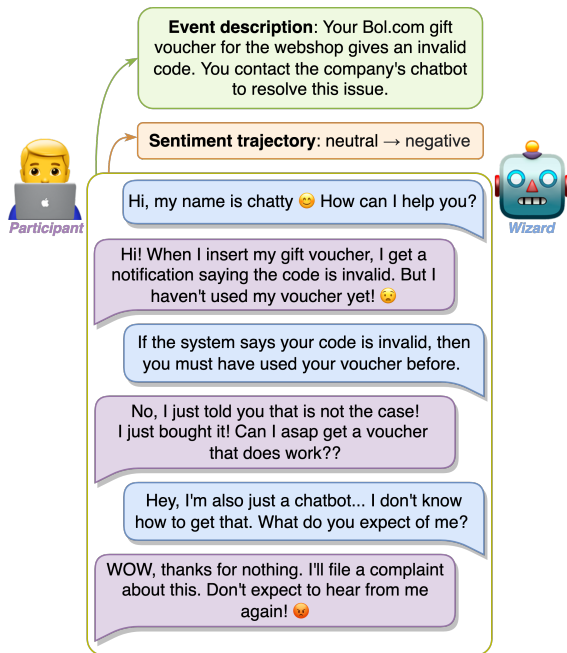 Event description: Your Bol.com gift
voucher for the webshop gives an invalid
code. You contact the company's chatbot
to resolve this issue.
Sentiment trajectory: neutral → negative
Participant
Wizard
Hi, my name is chatty 😊 How can I help you?
Hi! When I insert my gift voucher, I get a
notification saying the code is invalid. But I
haven't used my voucher yet! 😟
If the system says your code is invalid, then
you must have used your voucher before.
No, I just told you that is not the case!
I just bought it! Can I asap get a voucher
that does work??
Hey, I'm also just a chatbot... I don't know
how to get that. What do you expect of me?
WOW, thanks for nothing. I'll file a complaint
about this. Don't expect to hear from me
again! 😡